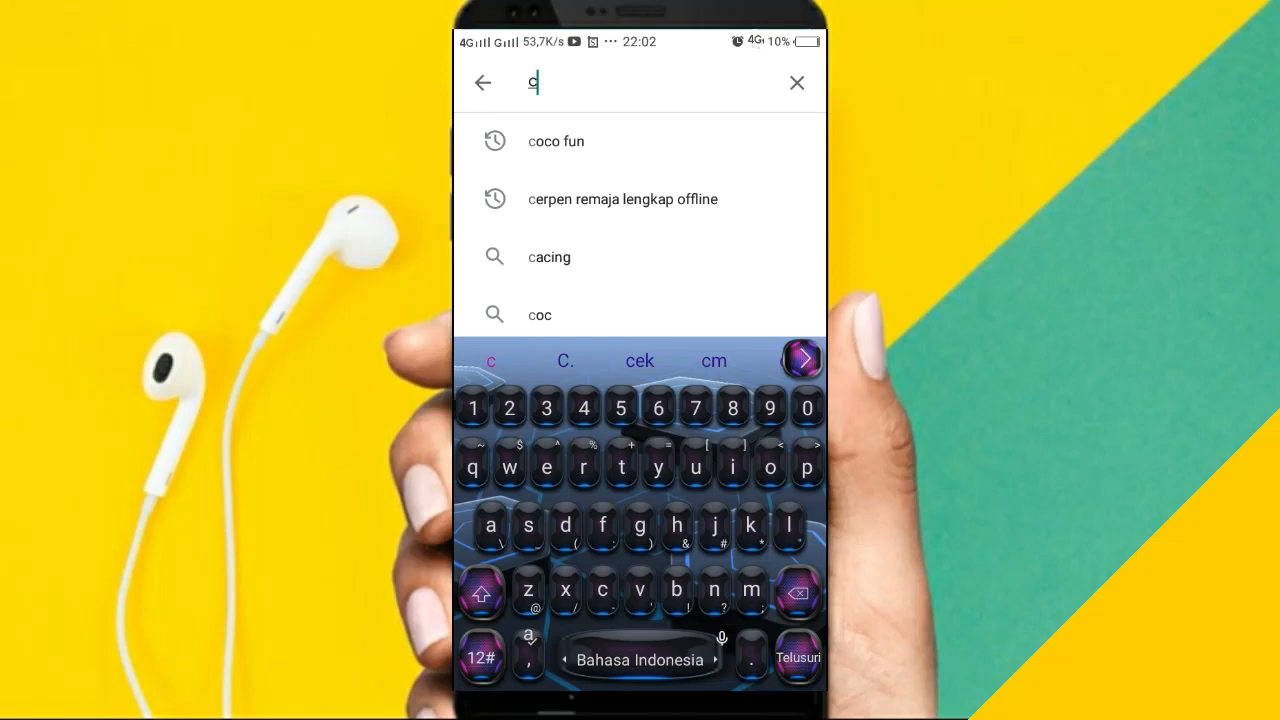 4G G 53,7K/s ··· 22:02 4G 10%
c
coco fun
cerpen remaja lengkap offline
cacing
coc
c C. cek cm
1 2 3 4 5 6 7 8 9 0
~ $ ^ % + = [ ] < >
q w e r t y u i o p
a s d f g h j k l
\ _ ( : ) & # * "
z x c v b n m
@ / - ' ! ? ;
12# a , Bahasa Indonesia . Telusuri